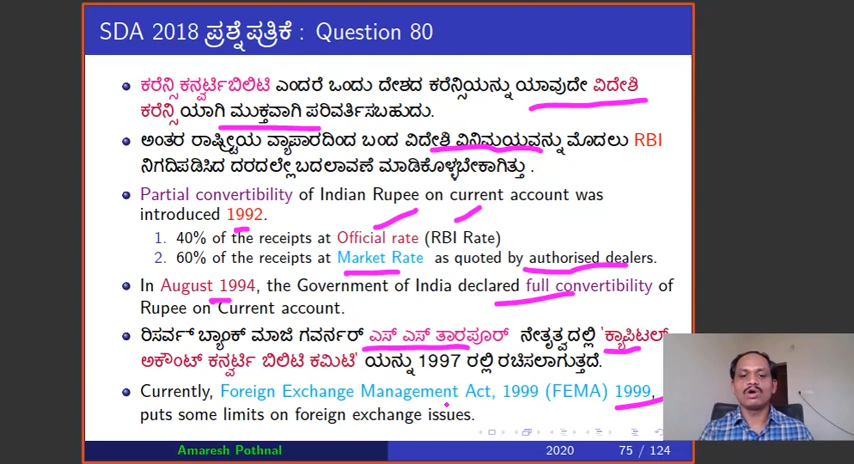 SDA 2018 ಪ್ರಶ್ನೆಪತ್ರಿಕೆ : Question 80
ಕರೆನ್ಸಿ ಕನ್ವರ್ಟಿಬಿಲಿಟಿ ಎಂದರೆ ಒಂದು ದೇಶದ ಕರೆನ್ಸಿಯನ್ನು ಯಾವುದೇ ವಿದೇಶಿ
ಕರೆನ್ಸಿ ಯಾಗಿ ಮುಕ್ತವಾಗಿ ಪರಿವರ್ತಿಸಬಹುದು.
ಅಂತರ ರಾಷ್ಟ್ರೀಯ ವ್ಯಾಪಾರದಿಂದ ಬಂದ ವಿದೇಶಿ ವಿನಿಮಯವನ್ನು ಮೊದಲು RBI
ನಿಗದಿಪಡಿಸಿದ ದರದಲ್ಲೇ ಬದಲಾವಣೆ ಮಾಡಿಕೊಳ್ಳಬೇಕಾಗಿತ್ತು .
Partial convertibility of Indian Rupee on current account was
introduced 1992.
1. 40% of the receipts at Official rate (RBI Rate)
2. 60% of the receipts at Market Rate as quoted by authorised dealers.
In August 1994, the Government of India declared full convertibility of
Rupee on Current account.
ರಿಸರ್ವ್ ಬ್ಯಾಂಕ್ ಮಾಜಿ ಗವರ್ನರ್ ಎಸ್ ಎಸ್ ತಾರಪೂರ್ ನೇತೃತ್ವದಲ್ಲಿ 'ಕ್ಯಾಪಿಟಲ್
ಅಕೌಂಟ್ ಕನ್ವರ್ಟಿ ಬಿಲಿಟಿ ಕಮಿಟಿ' ಯನ್ನು 1997 ರಲ್ಲಿ ರಚಿಸಲಾಗುತ್ತದೆ.
Currently, Foreign Exchange Management Act, 1999 (FEMA) 1999,
puts some limits on foreign exchange issues.
Amaresh Pothnal 2020 75 / 124